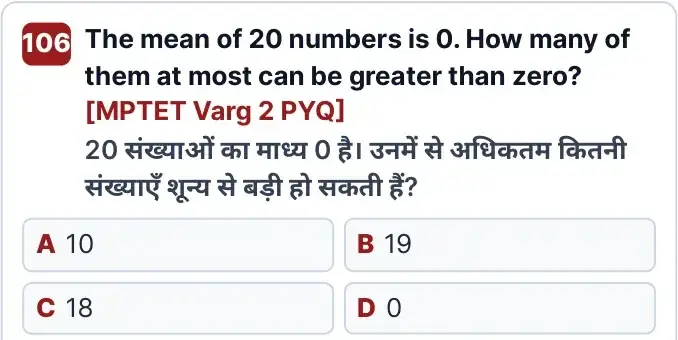 106 The mean of 20 numbers is 0. How many of
them at most can be greater than zero?
[MPTET Varg 2 PYQ]
20 संख्याओं का माध्य 0 है। उनमें से अधिकतम कितनी
संख्याएँ शून्य से बड़ी हो सकती हैं?
A 10
B 19
C 18
D 0